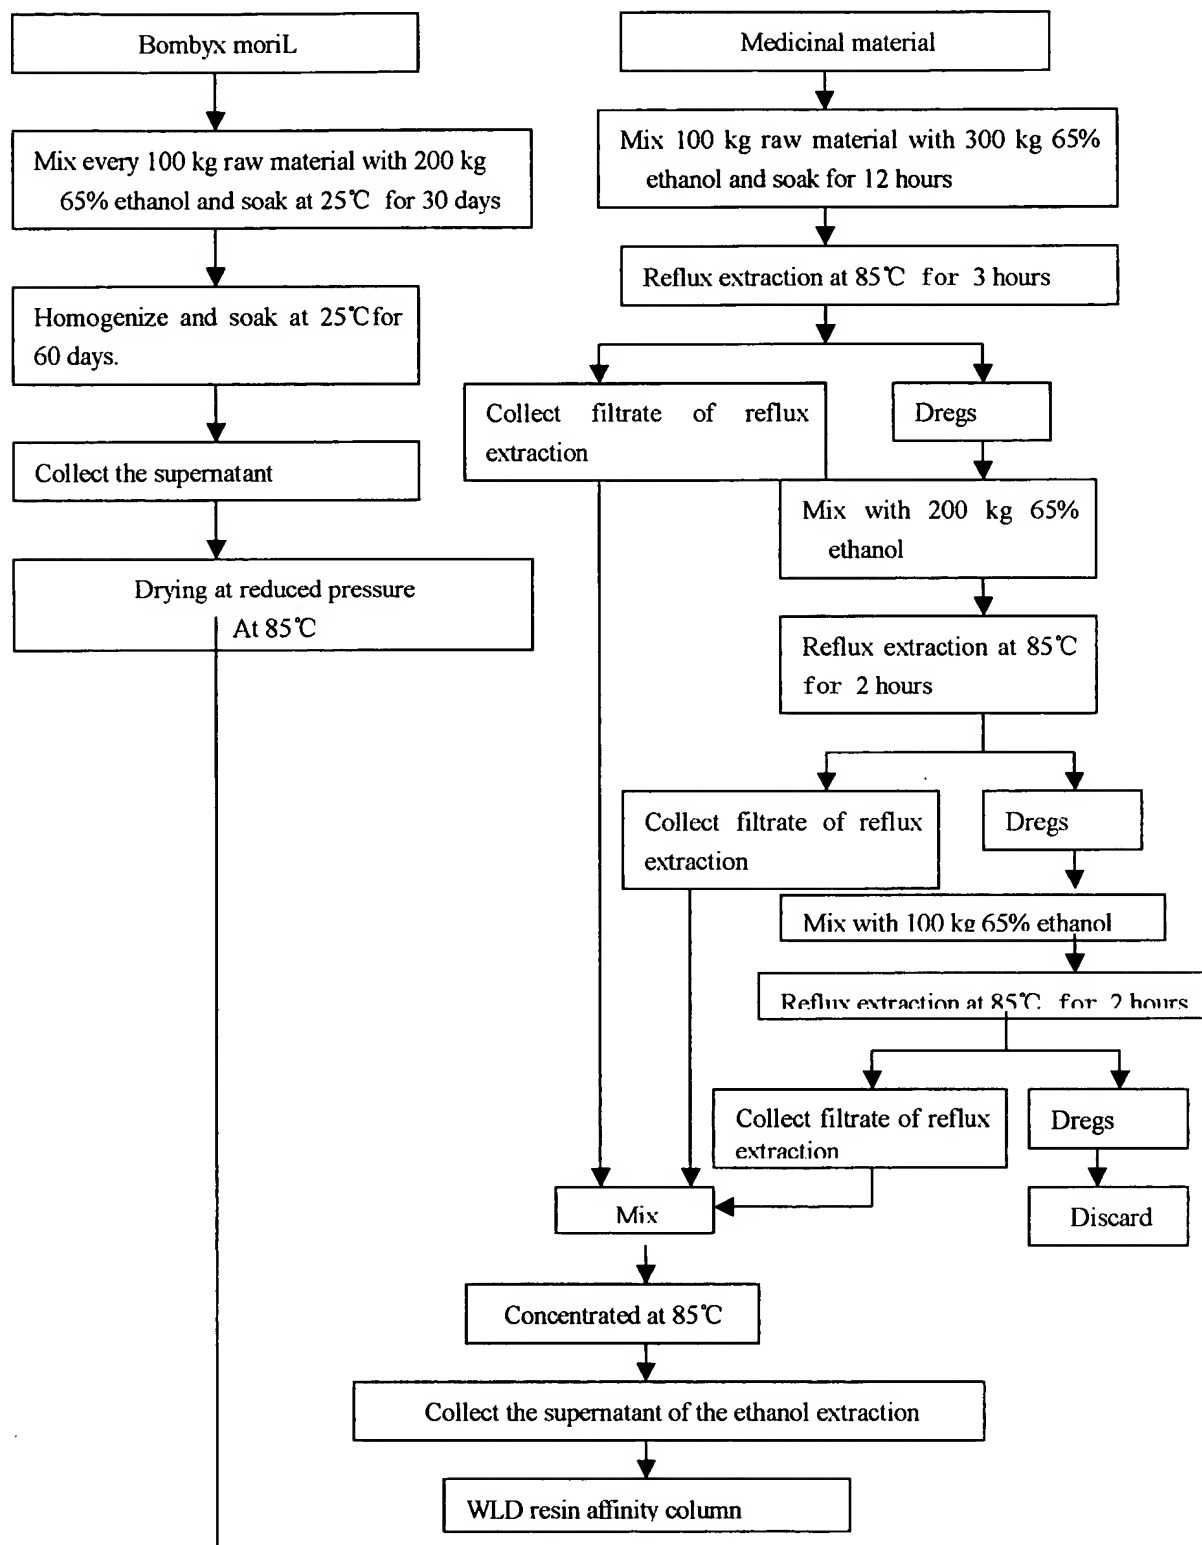 Bombyx moriL
Mix every 100 kg raw material with 200 kg
65% ethanol and soak at 25℃ for 30 days
Homogenize and soak at 25℃for
60 days.
Collect the supernatant
Drying at reduced pressure
At 85℃
Medicinal material
Mix 100 kg raw material with 300 kg 65%
ethanol and soak for 12 hours
Reflux extraction at 85℃ for 3 hours
Collect filtrate of reflux
extraction
Dregs
Mix with 200 kg 65%
ethanol
Reflux extraction at 85℃
for 2 hours
Collect filtrate of reflux
extraction
Dregs
Mix with 100 kg 65% ethanol
Reflux extraction at 85℃ for 2 hours
Collect filtrate of reflux
extraction
Dregs
Discard
Mix
Concentrated at 85℃
Collect the supernatant of the ethanol extraction
WLD resin affinity column